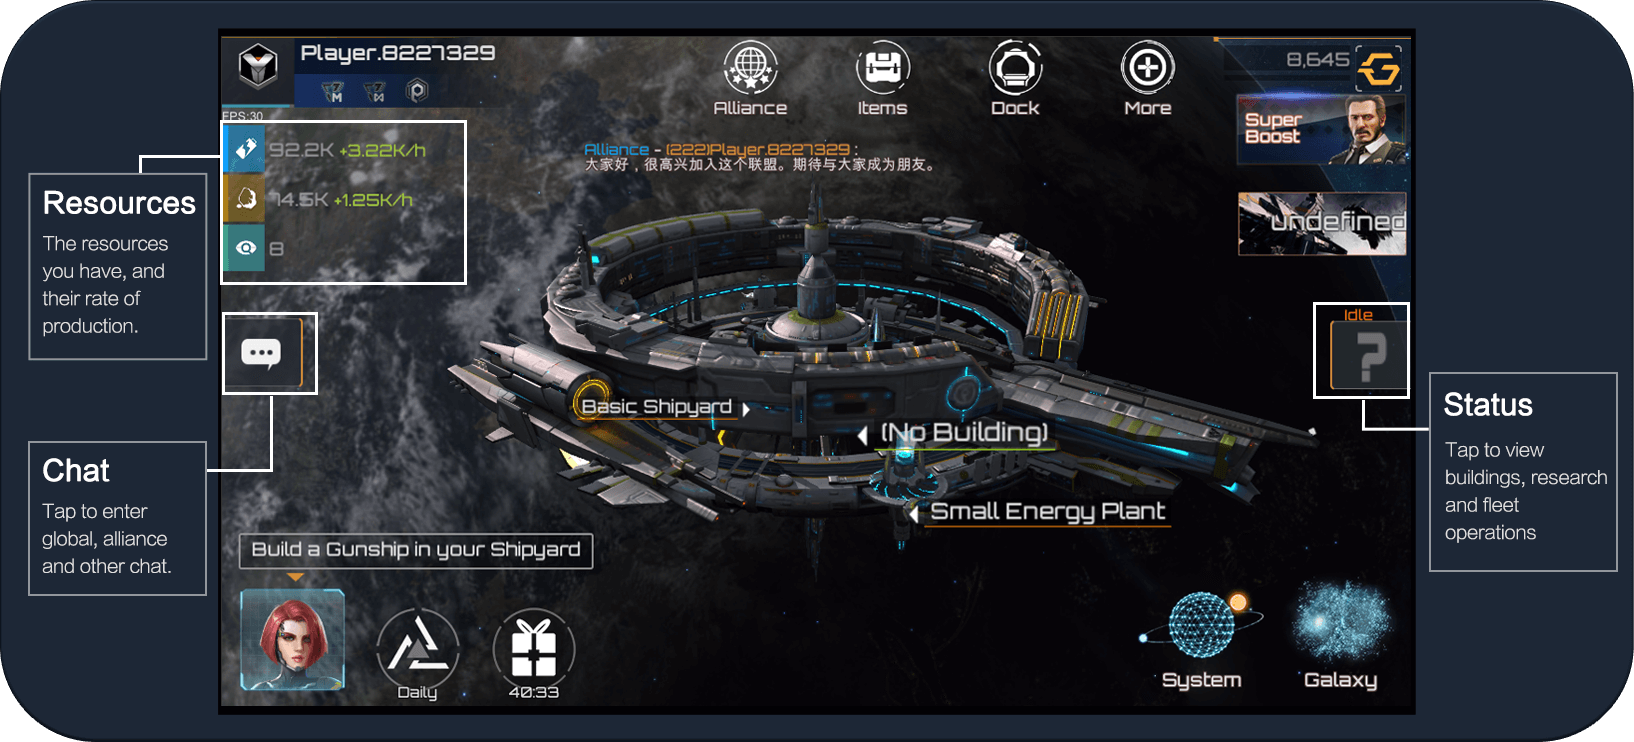 Player.8227329
FPS:30
92.2K +3.22K/h
74.5K +1.25K/h
8
Alliance
Items
Dock
More
8,645
Super
Boost
undefined
Alliance - (222)Player.8227329 :
大家好，很高兴加入这个联盟。期待与大家成为朋友。
Resources
The resources
you have, and
their rate of
production.
Chat
Tap to enter
global, alliance
and other chat.
Idle
?
Status
Tap to view
buildings, research
and fleet
operations
Basic Shipyard
(No Building)
Small Energy Plant
Build a Gunship in your Shipyard
Daily
40:33
System
Galaxy